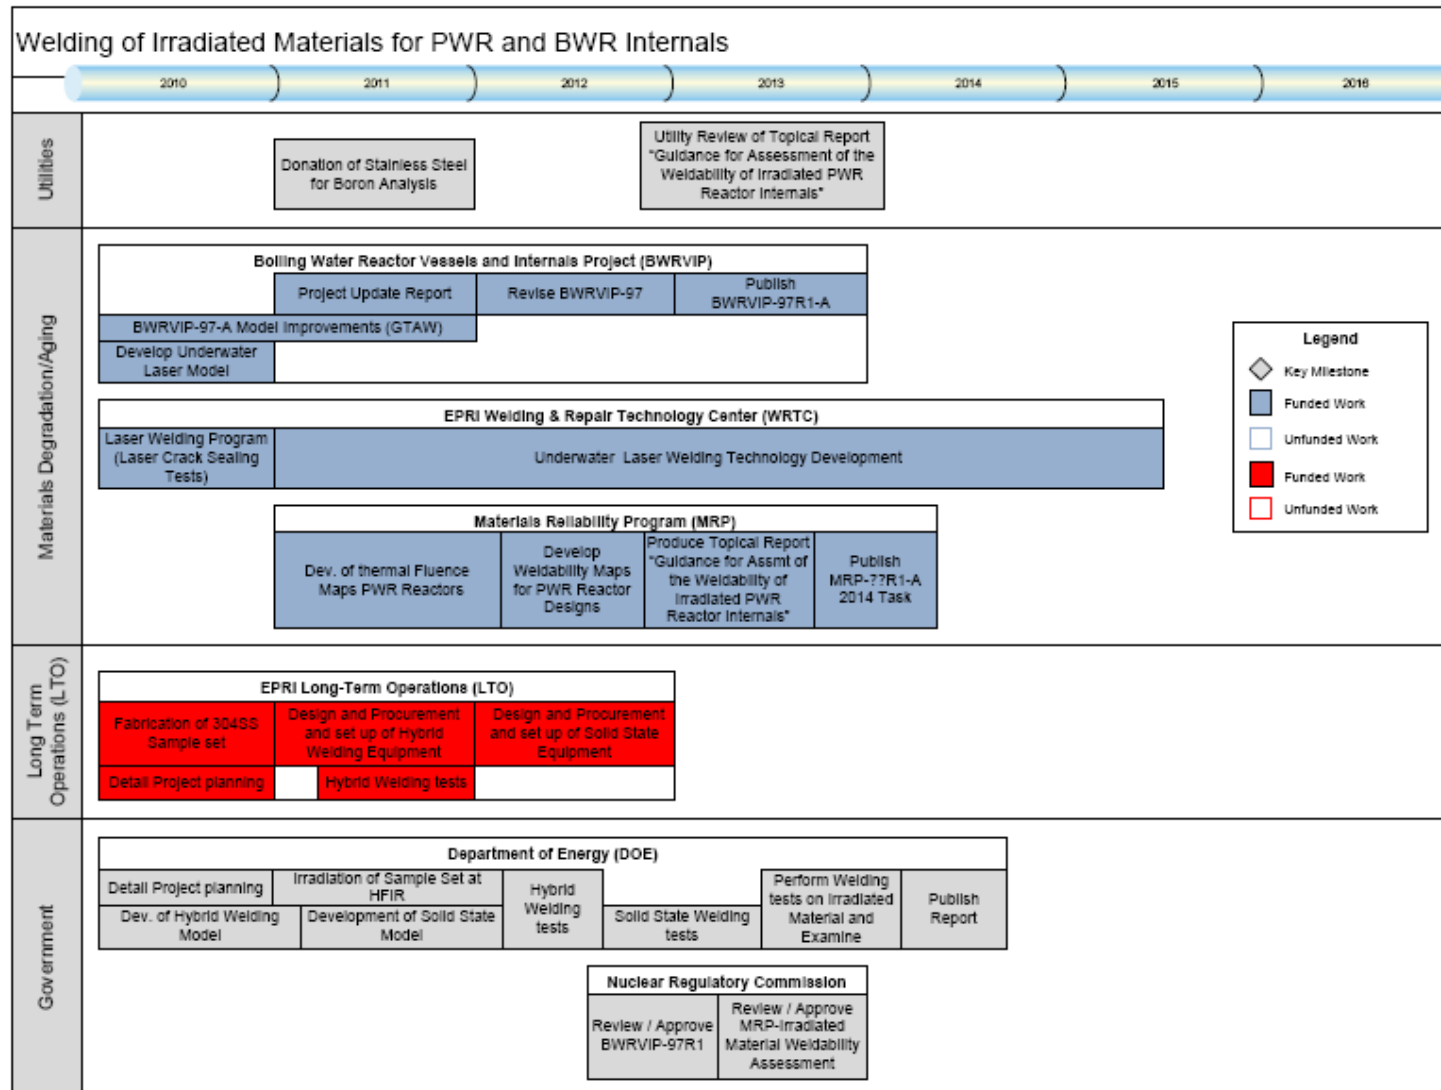 Welding of Irradiated Materials for PWR and BWR Internals
2010
2011
2012
2013
2014
2015
2016
Utilities
Donation of Stainless Steel
for Boron Analysis
Utility Review of Topical Report
"Guidance for Assessment of the
Weldability of Irradiated PWR
Reactor Internals"
Materials Degradation/Aging
Boiling Water Reactor Vessels and Internals Project (BWRVIP)
Project Update Report
Revise BWRVIP-97
Publish
BWRVIP-97R1-A
BWRVIP-97-A Model Improvements (GTAW)
Develop Underwater
Laser Model
EPRI Welding & Repair Technology Center (WRTC)
Laser Welding Program
(Laser Crack Sealing
Tests)
Underwater Laser Welding Technology Development
Materials Reliability Program (MRP)
Dev. of thermal Fluence
Maps PWR Reactors
Develop
Weldability Maps
for PWR Reactor
Designs
Produce Topical Report
"Guidance for Assmt of
the Weldability of
Irradiated PWR
Reactor Internals"
Publish
MRP-??R1-A
2014 Task
Legend
Key Milestone
Funded Work
Unfunded Work
Funded Work
Unfunded Work
Long Term
Operations (LTO)
EPRI Long-Term Operations (LTO)
Fabrication of 304SS
Sample set
Design and Procurement
and set up of Hybrid
Welding Equipment
Design and Procurement
and set up of Solid State
Equipment
Detail Project planning
Hybrid Welding tests
Government
Department of Energy (DOE)
Detail Project planning
Irradiation of Sample Set at
HFIR
Dev. of Hybrid Welding
Model
Development of Solid State
Model
Hybrid
Welding
tests
Solid State Welding
tests
Perform Welding
tests on Irradiated
Material and
Examine
Publish
Report
Nuclear Regulatory Commission
Review / Approve
BWRVIP-97R1
Review / Approve
MRP-Irradiated
Material Weldability
Assessment